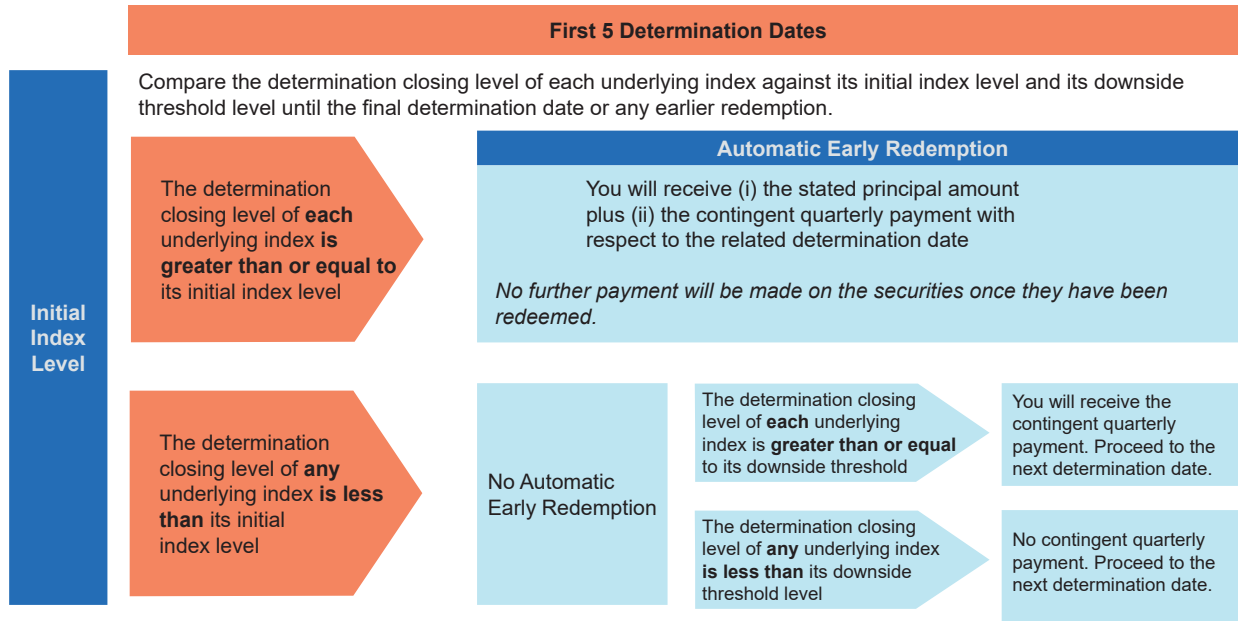 First 5 Determination Dates
Compare the determination closing level of each underlying index against its initial index level and its downside
threshold level until the final determination date or any earlier redemption.
Initial
Index
Level
The determination
closing level of each
underlying index is
greater than or equal to
its initial index level
Automatic Early Redemption
You will receive (i) the stated principal amount
plus (ii) the contingent quarterly payment with
respect to the related determination date
No further payment will be made on the securities once they have been
redeemed.
The determination
closing level of any
underlying index is less
than its initial
index level
No Automatic
Early Redemption
The determination closing
level of each underlying
index is greater than or equal
to its downside threshold
You will receive the
contingent quarterly
payment. Proceed to the
next determination date.
The determination closing
level of any underlying index
is less than its downside
threshold level
No contingent quarterly
payment. Proceed to the
next determination date.